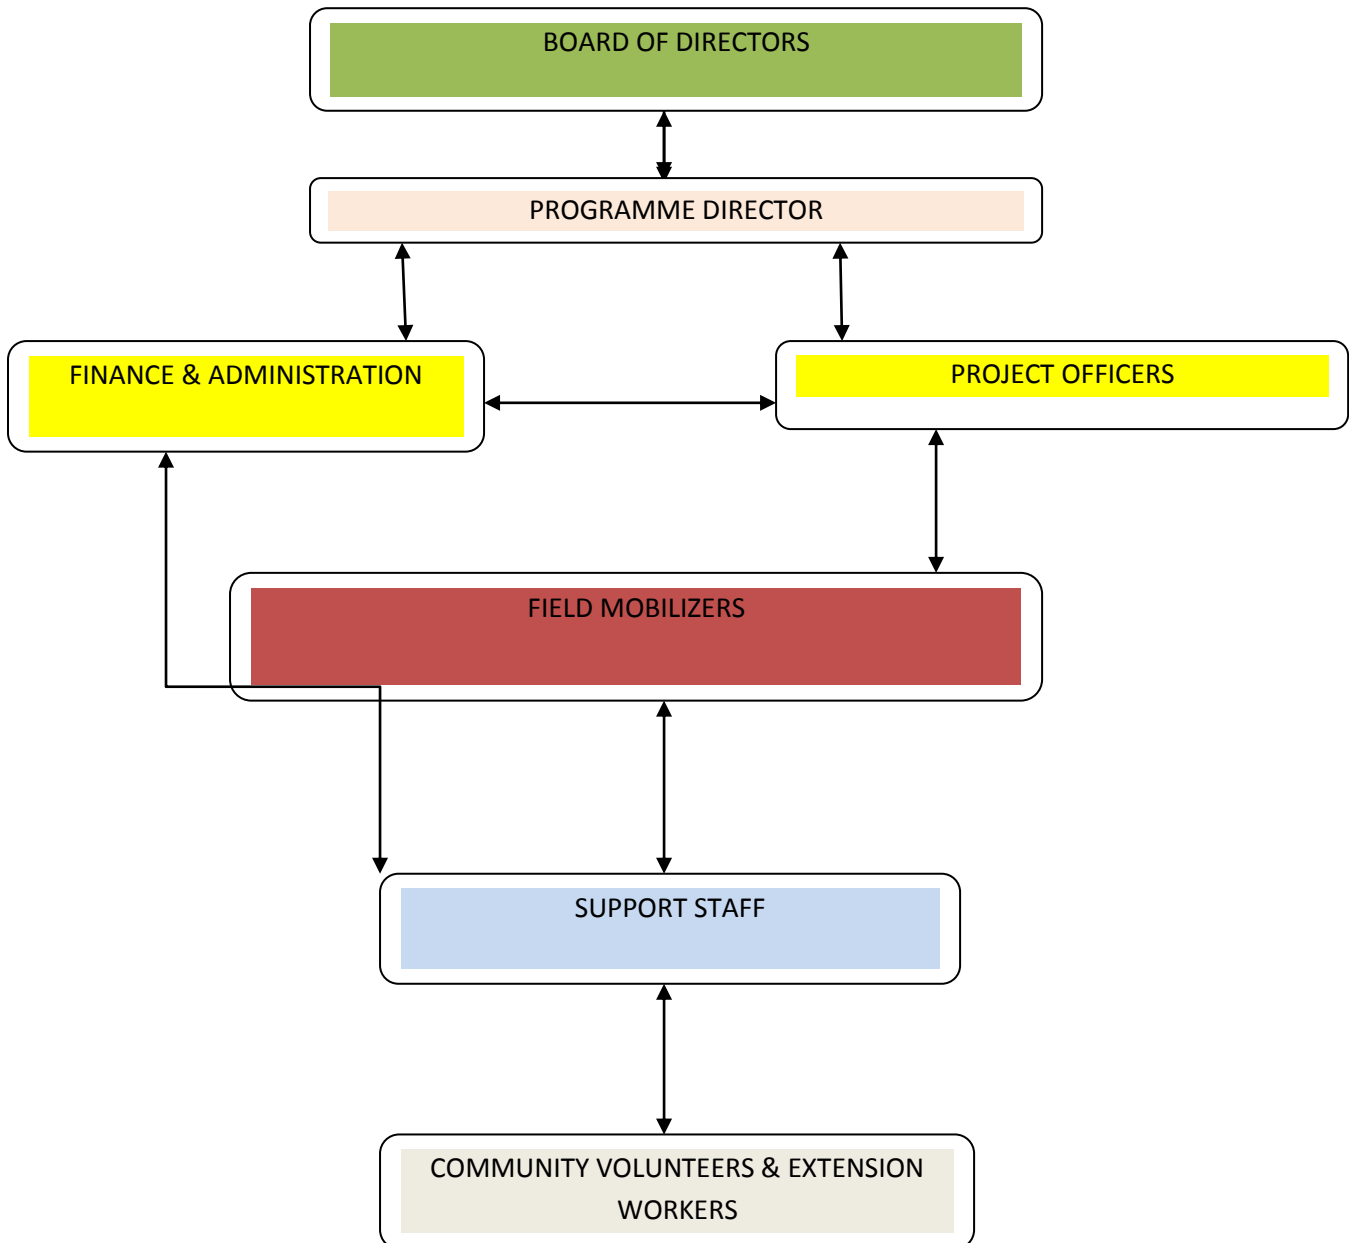 BOARD OF DIRECTORS
PROGRAMME DIRECTOR
FINANCE & ADMINISTRATION
PROJECT OFFICERS
FIELD MOBILIZERS
SUPPORT STAFF
COMMUNITY VOLUNTEERS & EXTENSION
WORKERS